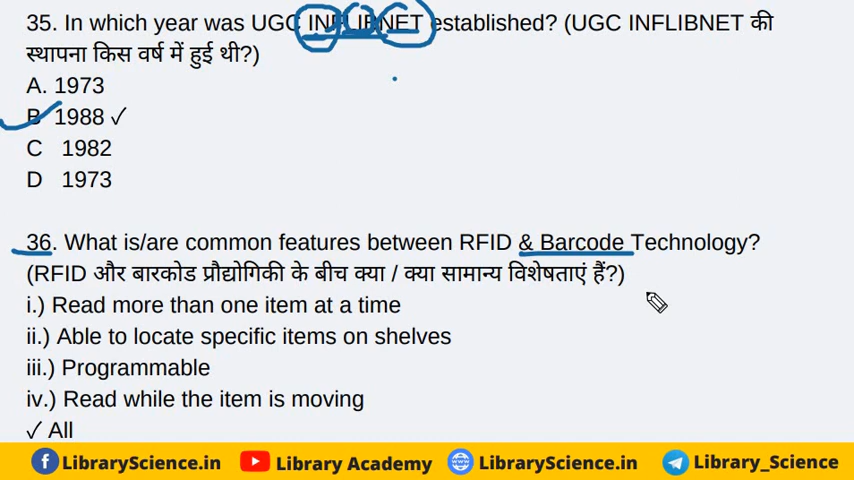 35. In which year was UGC INFLIBNET established? (UGC INFLIBNET की
स्थापना किस वर्ष में हुई थी?)
A. 1973
B 1988 ✓
C 1982
D 1973
36. What is/are common features between RFID & Barcode Technology?
(RFID और बारकोड प्रौद्योगिकी के बीच क्या / क्या सामान्य विशेषताएं हैं?)
i.) Read more than one item at a time
ii.) Able to locate specific items on shelves
iii.) Programmable
iv.) Read while the item is moving
✓ All
LibraryScience.in Library Academy LibraryScience.in Library_Science